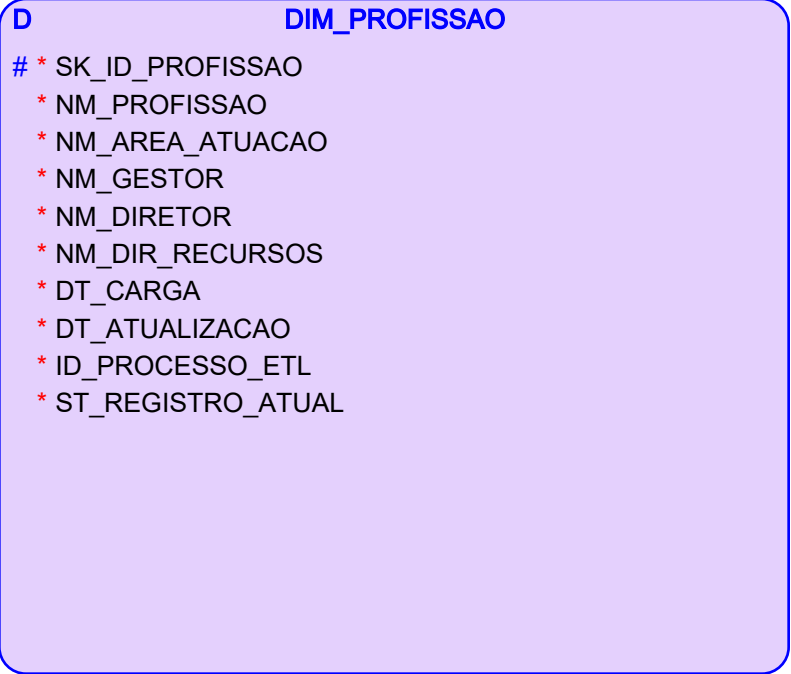 D DIM_PROFISSAO
# * SK_ID_PROFISSAO
* NM_PROFISSAO
* NM_AREA_ATUACAO
* NM_GESTOR
* NM_DIRETOR
* NM_DIR_RECURSOS
* DT_CARGA
* DT_ATUALIZACAO
* ID_PROCESSO_ETL
* ST_REGISTRO_ATUAL